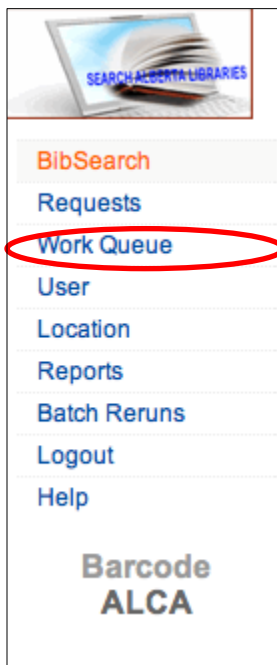 SEARCH ALBERTA LIBRARIES
BibSearch
Requests
Work Queue
User
Location
Reports
Batch Reruns
Logout
Help
Barcode
ALCA